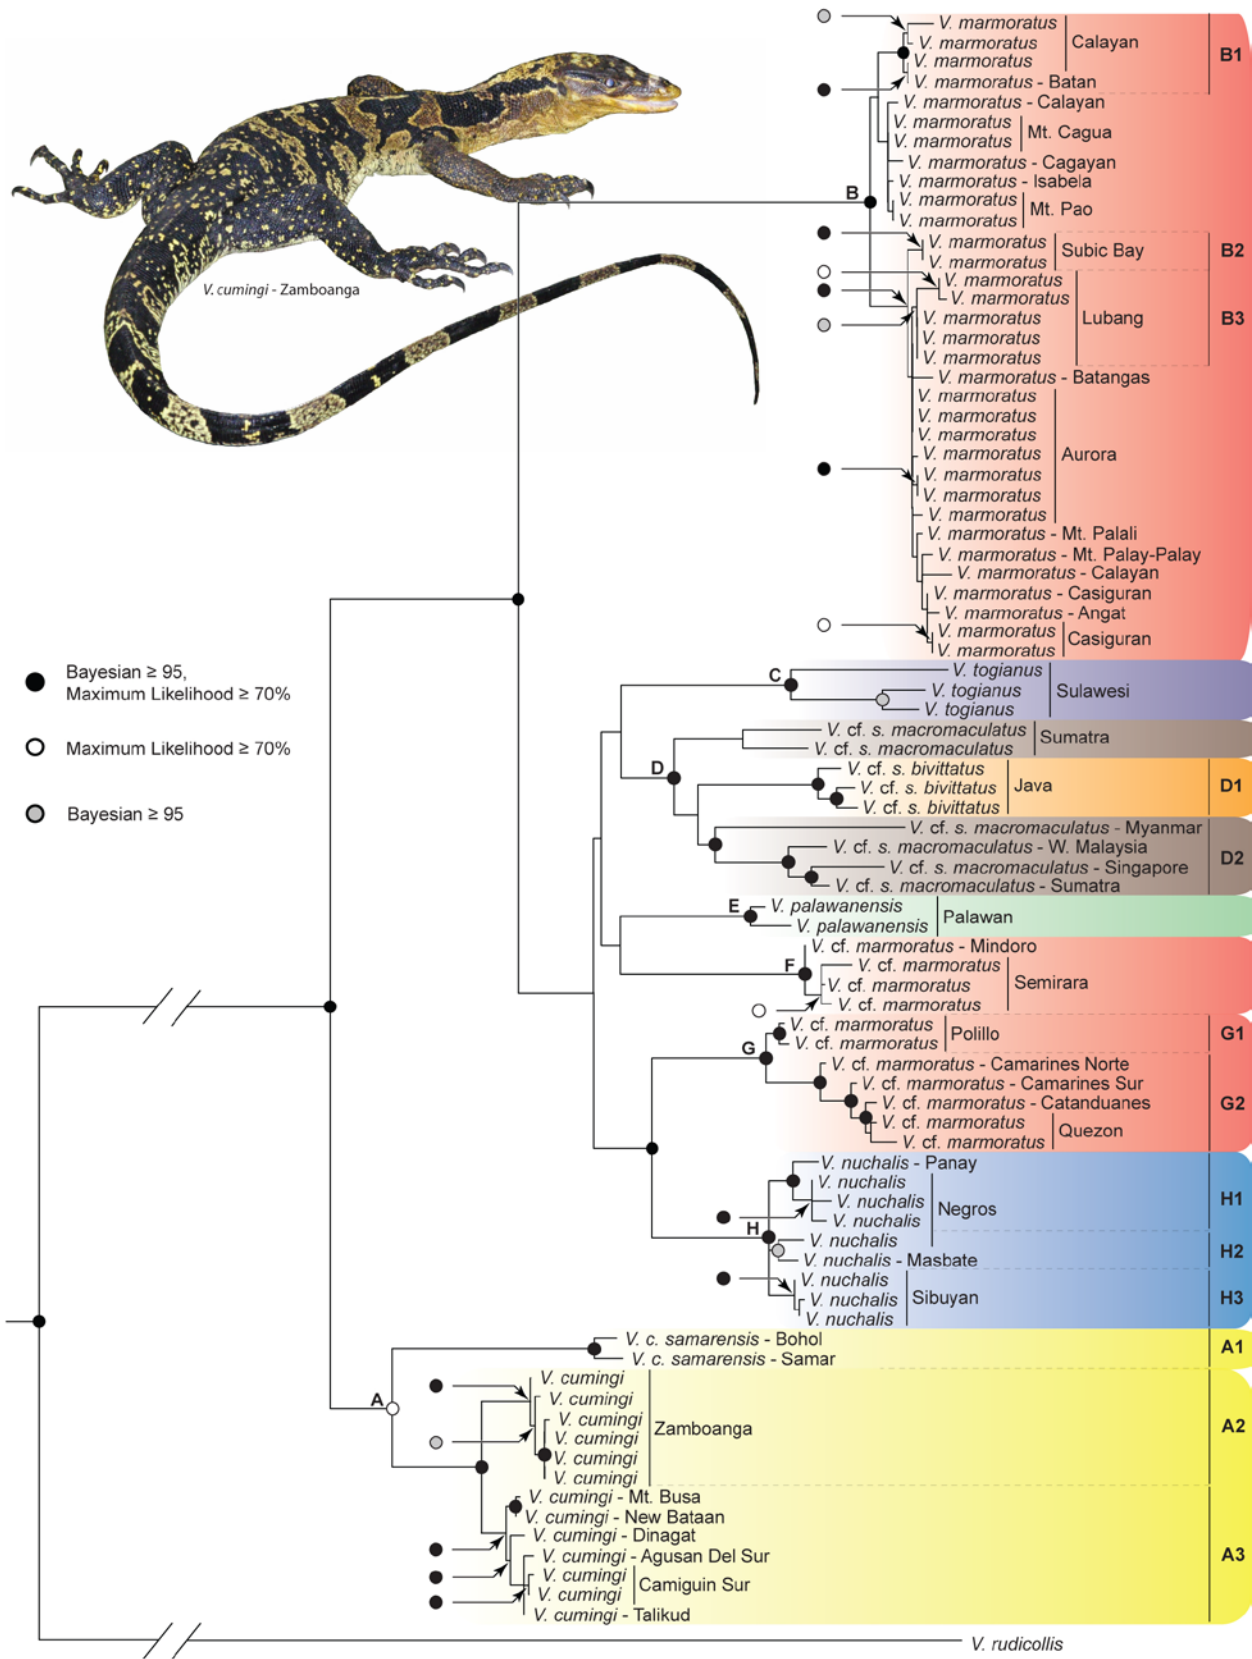 V. marmoratus
V. marmoratus
Calayan
V. marmoratus
V. marmoratus - Batan
B1
V. marmoratus - Calayan
V. marmoratus
Mt. Cagua
V. marmoratus
V. marmoratus - Cagayan
V. marmoratus - Isabela
B
V. marmoratus
Mt. Pao
V. marmoratus
V. marmoratus
Subic Bay
V. marmoratus
B2
V. marmoratus
V. marmoratus
V. marmoratus
Lubang
V. marmoratus
V. marmoratus
B3
V. cumingi - Zamboanga
V. marmoratus - Batangas
V. marmoratus
V. marmoratus
V. marmoratus
V. marmoratus
Aurora
V. marmoratus
V. marmoratus
V. marmoratus
V. marmoratus - Mt. Palali
V. marmoratus - Mt. Palay-Palay
V. marmoratus - Calayan
V. marmoratus - Casiguran
V. marmoratus - Angat
V. marmoratus
Casiguran
V. marmoratus
Bayesian ≥ 95,
Maximum Likelihood ≥ 70%
Maximum Likelihood ≥ 70%
Bayesian ≥ 95
C
V. togianus
V. togianus
Sulawesi
V. togianus
V. cf. s. macromaculatus
Sumatra
V. cf. s. macromaculatus
D
V. cf. s. bivittatus
V. cf. s. bivittatus
Java
V. cf. s. bivittatus
D1
V. cf. s. macromaculatus - Myanmar
V. cf. s. macromaculatus - W. Malaysia
V. cf. s. macromaculatus - Singapore
V. cf. s. macromaculatus - Sumatra
D2
E
V. palawanensis
Palawan
V. palawanensis
V. cf. marmoratus - Mindoro
F
V. cf. marmoratus
V. cf. marmoratus
Semirara
V. cf. marmoratus
V. cf. marmoratus
Polillo
V. cf. marmoratus
G1
G
V. cf. marmoratus - Camarines Norte
V. cf. marmoratus - Camarines Sur
V. cf. marmoratus - Catanduanes
G2
V. cf. marmoratus
Quezon
V. cf. marmoratus
V. nuchalis - Panay
V. nuchalis
V. nuchalis
Negros
V. nuchalis
H1
H
V. nuchalis
V. nuchalis - Masbate
H2
V. nuchalis
V. nuchalis
Sibuyan
V. nuchalis
H3
V. c. samarensis - Bohol
V. c. samarensis - Samar
A1
A
V. cumingi
V. cumingi
V. cumingi
Zamboanga
V. cumingi
V. cumingi
V. cumingi
A2
V. cumingi - Mt. Busa
V. cumingi - New Bataan
V. cumingi - Dinagat
V. cumingi - Agusan Del Sur
A3
V. cumingi
Camiguin Sur
V. cumingi
V. cumingi - Talikud
V. rudicollis